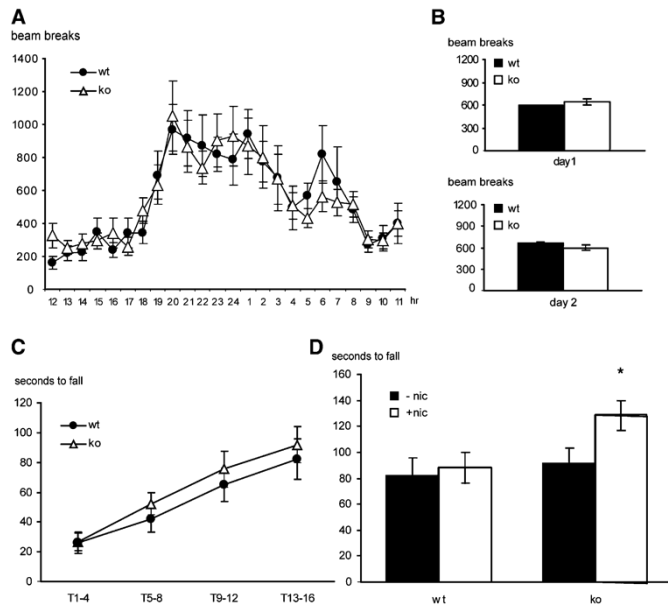 A
beam breaks
1400
1200
1000
800
600
400
200
0
wt
ko
12 13 14 15 16 17 18 19 20 21 22 23 24 1 2 3 4 5 6 7 8 9 10 11 hr
B
beam breaks
1200
900
600
300
0
wt
ko
day1
beam breaks
1200
900
600
300
0
wt
ko
day 2
C
seconds to fall
120
100
80
60
40
20
0
wt
ko
T1-4 T5-8 T9-12 T13-16
D
seconds to fall
160
140
120
100
80
60
40
20
0
- nic
+nic
*
wt ko